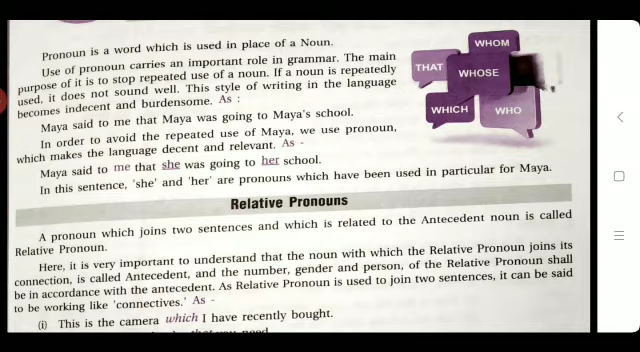 Pronoun is a word which is used in place of a Noun.
Use of pronoun carries an important role in grammar. The main
purpose of it is to stop repeated use of a noun. If a noun is repeatedly
used, it does not sound well. This style of writing in the language
becomes indecent and burdensome. As :
Maya said to me that Maya was going to Maya's school.
In order to avoid the repeated use of Maya, we use pronoun,
which makes the language decent and relevant. As -
Maya said to me that she was going to her school.
In this sentence, 'she' and 'her' are pronouns which have been used in particular for Maya.
WHOM
THAT
WHOSE
WHICH
WHO
Relative Pronouns
A pronoun which joins two sentences and which is related to the Antecedent noun is called
Relative Pronoun.
Here, it is very important to understand that the noun with which the Relative Pronoun joins its
connection, is called Antecedent, and the number, gender and person, of the Relative Pronoun shall
be in accordance with the antecedent. As Relative Pronoun is used to join two sentences, it can be said
to be working like 'connectives.' As -
(i) This is the camera which I have recently bought.
that you need